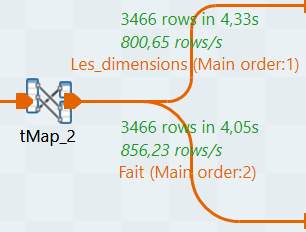 3466 rows in 4,33s
800,65 rows/s
Les_dimensions (Main order:1)
tMap_2
3466 rows in 4,05s
856,23 rows/s
Fait (Main order:2)